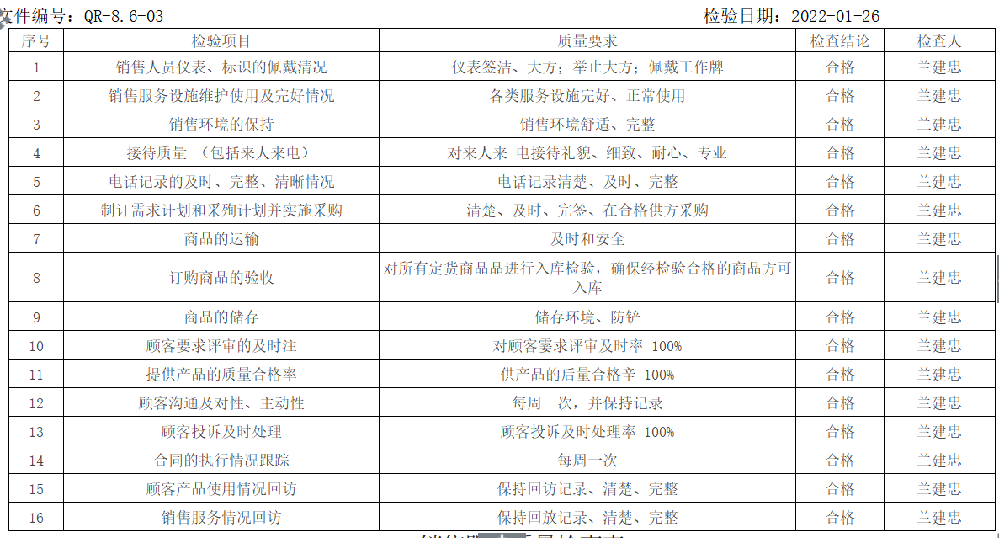 文件编号：QR-8.6-03 检验日期：2022-01-26
序号 检验项目 质量要求 检查结论 检查人
1 销售人员仪表、标识的佩戴清况 仪表签洁、大方；举止大方；佩戴工作牌 合格 兰建忠
2 销售服务设施维护使用及完好情况 各类服务设施完好、正常使用 合格 兰建忠
3 销售环境的保持 销售环境舒适、完整 合格 兰建忠
4 接待质量 （包括来人来电） 对来人来 电接待礼貌、细致、耐心、专业 合格 兰建忠
5 电话记录的及时、完整、清晰情况 电话记录清楚、及时、完整 合格 兰建忠
6 制订需求计划和采殉计划并实施采购 清楚、及时、完签、在合格供方采购 合格 兰建忠
7 商品的运输 及时和安全 合格 兰建忠
8 订购商品的验收 对所有定货商品品进行入库检验，确保经检验合格的商品方可
入库 合格 兰建忠
9 商品的储存 储存环境、防铲 合格 兰建忠
10 顾客要求评审的及时注 对顾客需求评审及时率 100% 合格 兰建忠
11 提供产品的质量合格率 供产品的后量合格辛 100% 合格 兰建忠
12 顾客沟通及对性、主动性 每周一次，并保持记录 合格 兰建忠
13 顾客投诉及时处理 顾客投诉及时处理率 100% 合格 兰建忠
14 合同的执行情况跟踪 每周一次 合格 兰建忠
15 顾客产品使用情况回访 保持回访记录、清楚、完整 合格 兰建忠
16 销售服务情况回访 保持回放记录、清楚、完整 合格 兰建忠